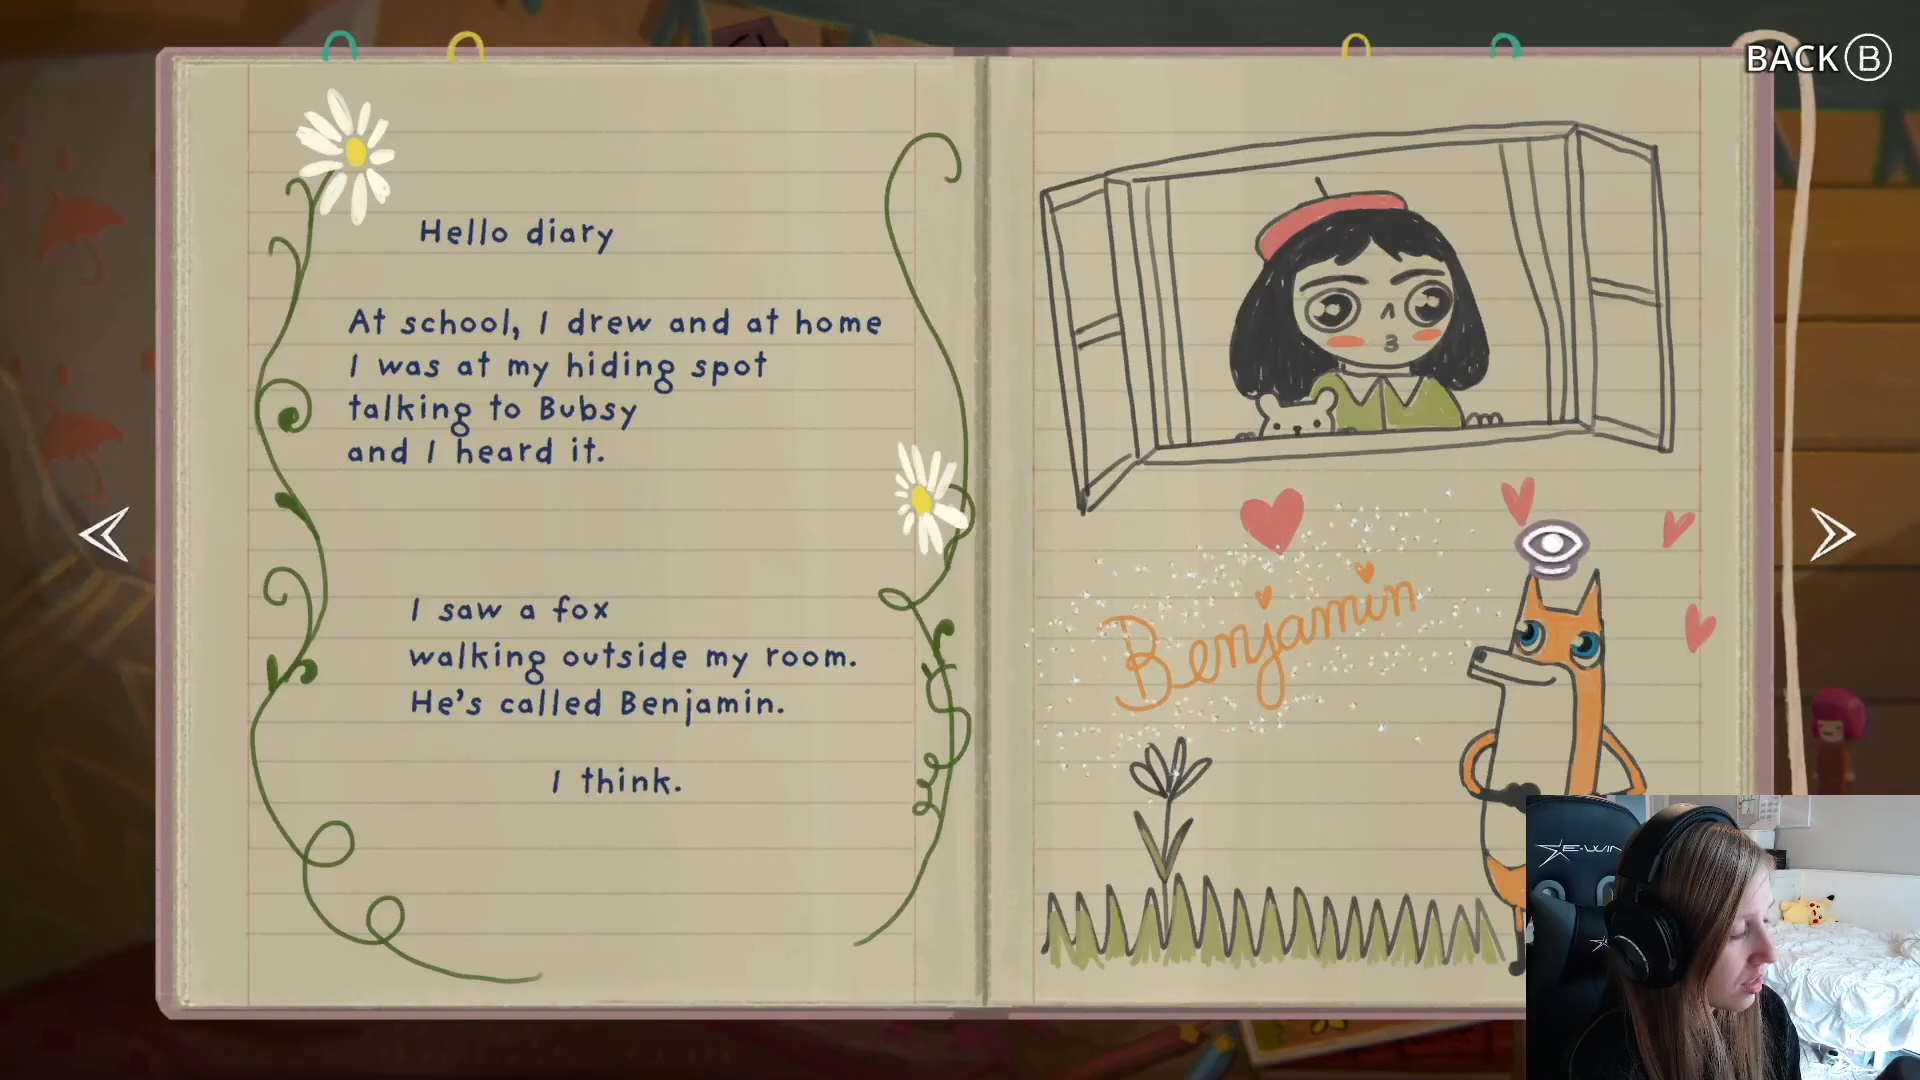 BACK B
Hello diary
At school, I drew and at home
I was at my hiding spot
talking to Bubsy
and I heard it.
I saw a fox
walking outside my room.
He's called Benjamin.
I think.
Benjamin
E-WIN